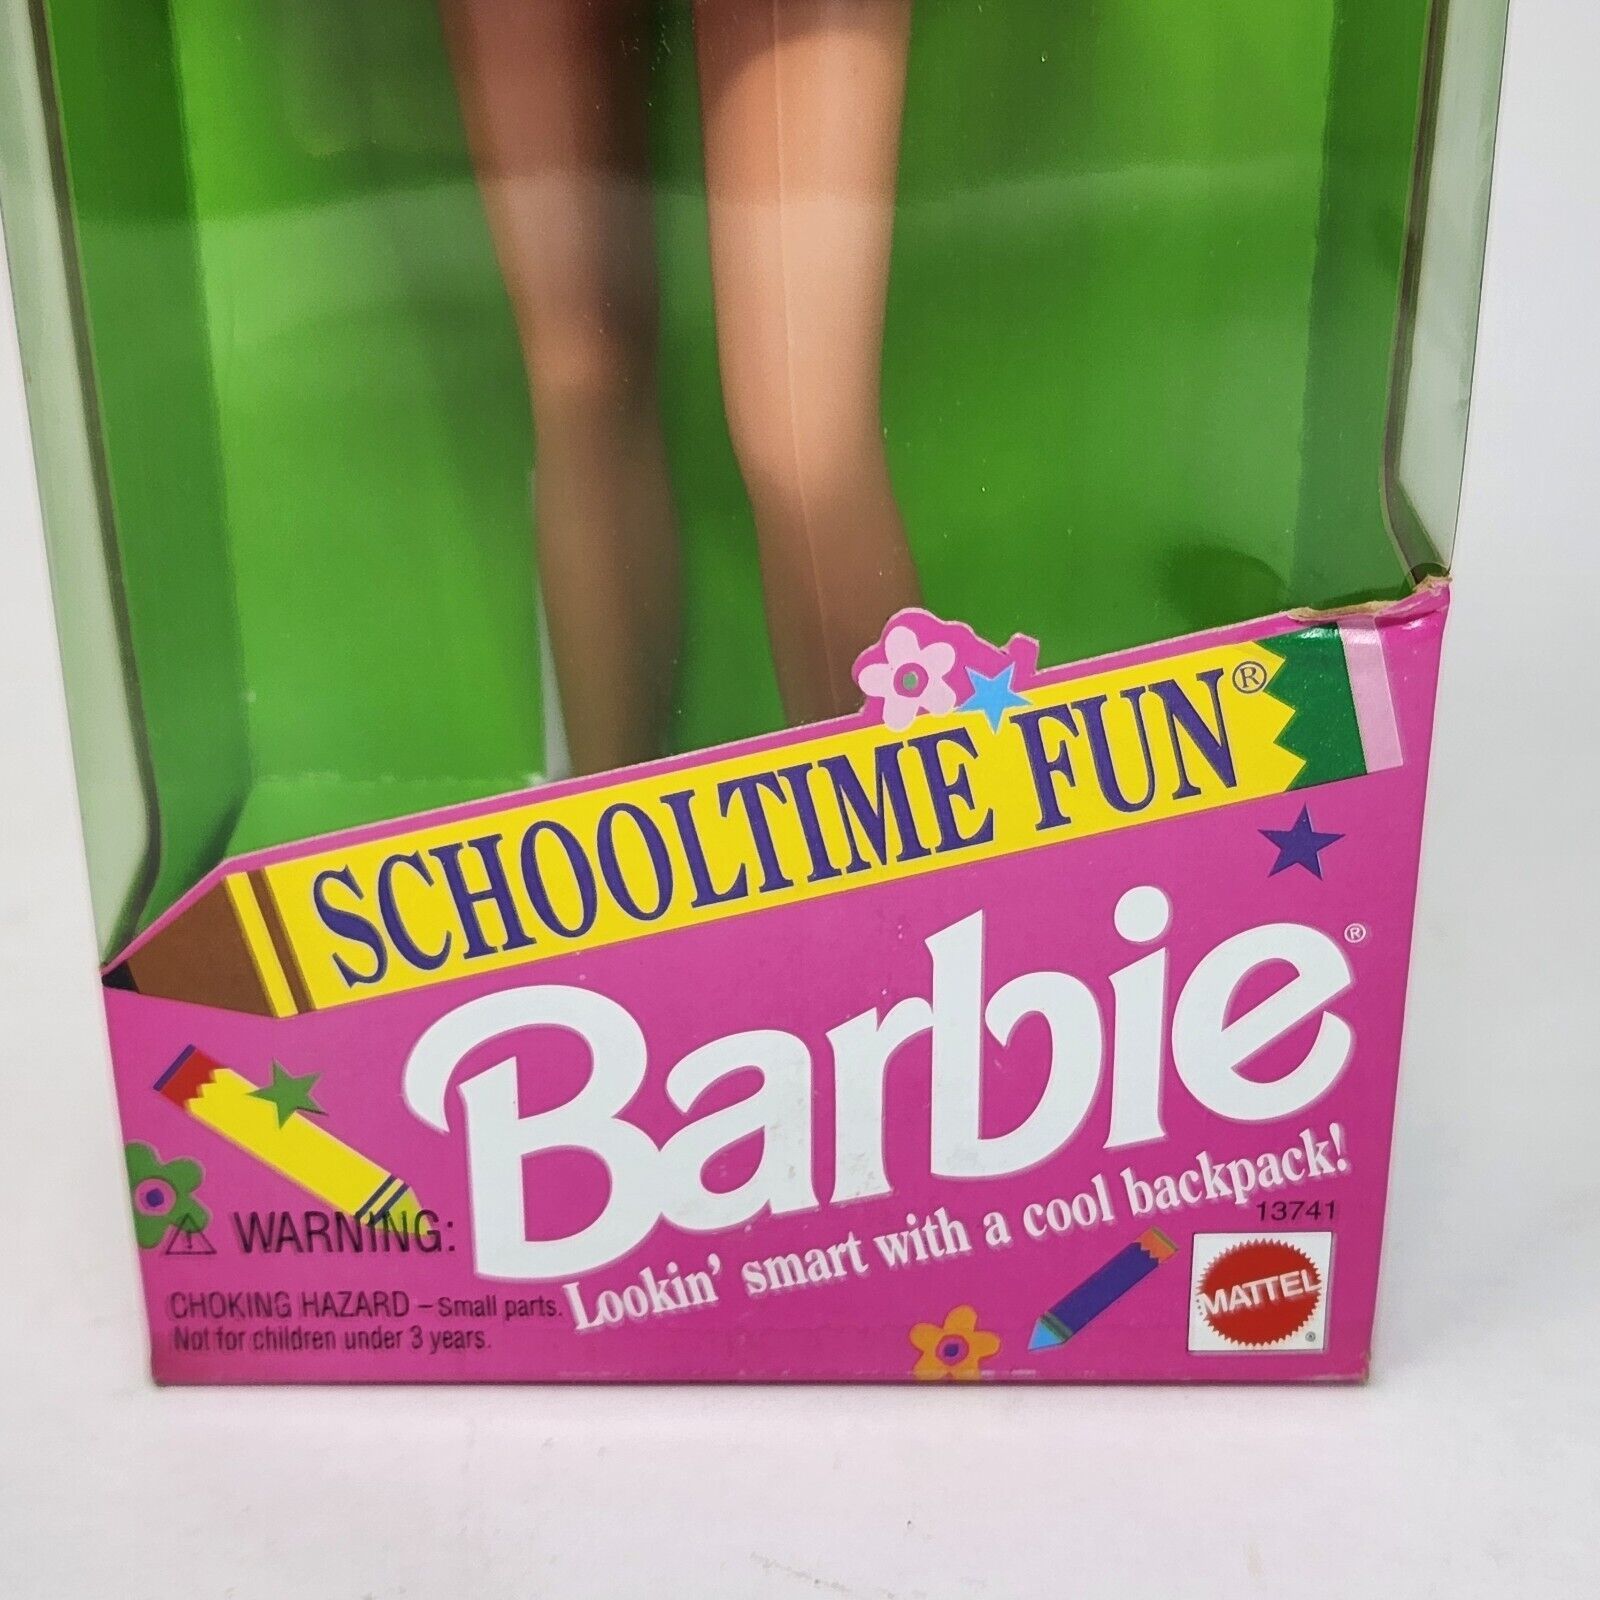 SCHOOLTIME FUN®
Barbie®
Lookin' smart with a cool backpack!
13741
⚠ WARNING:
CHOKING HAZARD – Small parts.
Not for children under 3 years.
MATTEL®